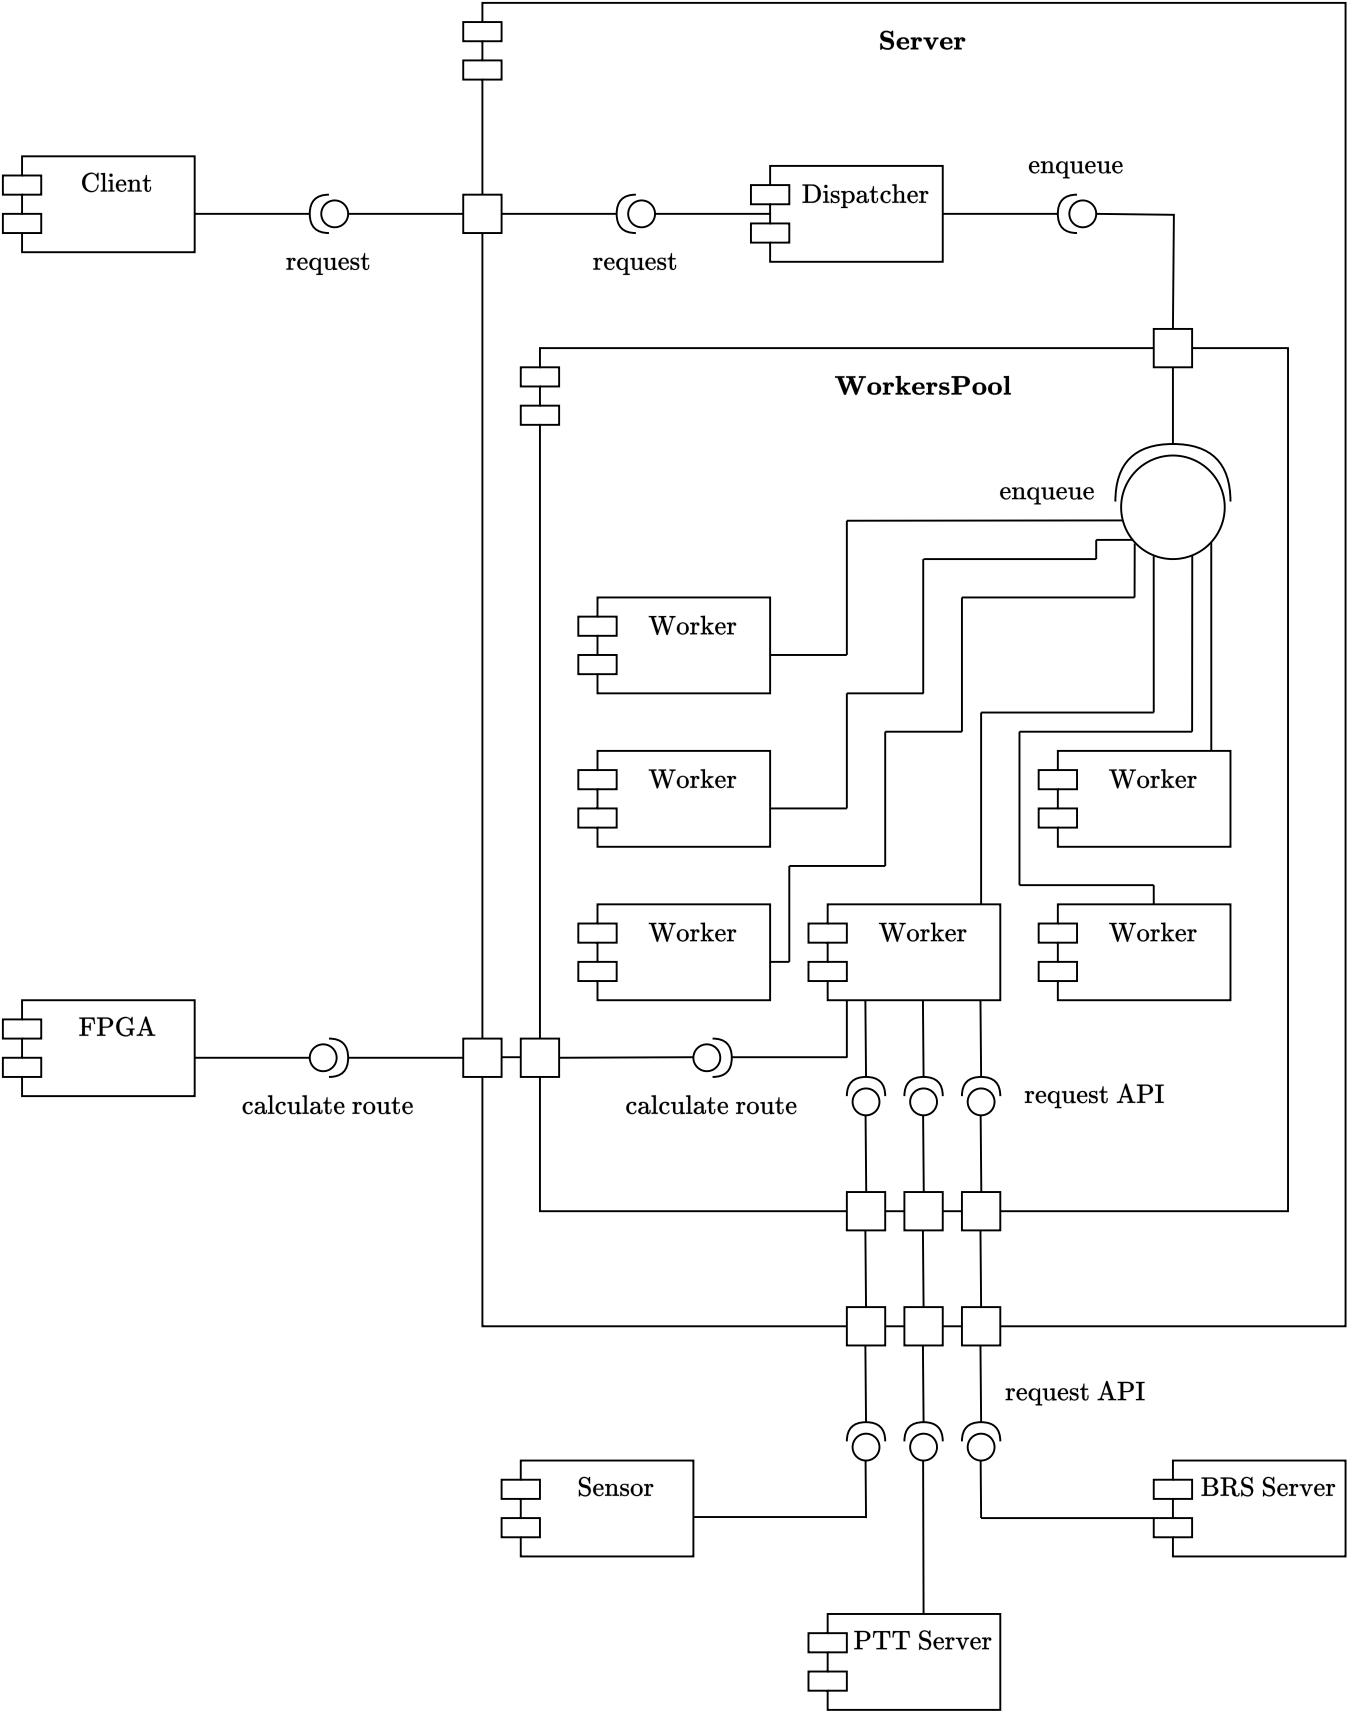 Server
Client
Dispatcher
enqueue
request
request
WorkersPool
enqueue
Worker
Worker
Worker
Worker
Worker
Worker
FPGA
calculate route
calculate route
request API
request API
Sensor
BRS Server
PTT Server